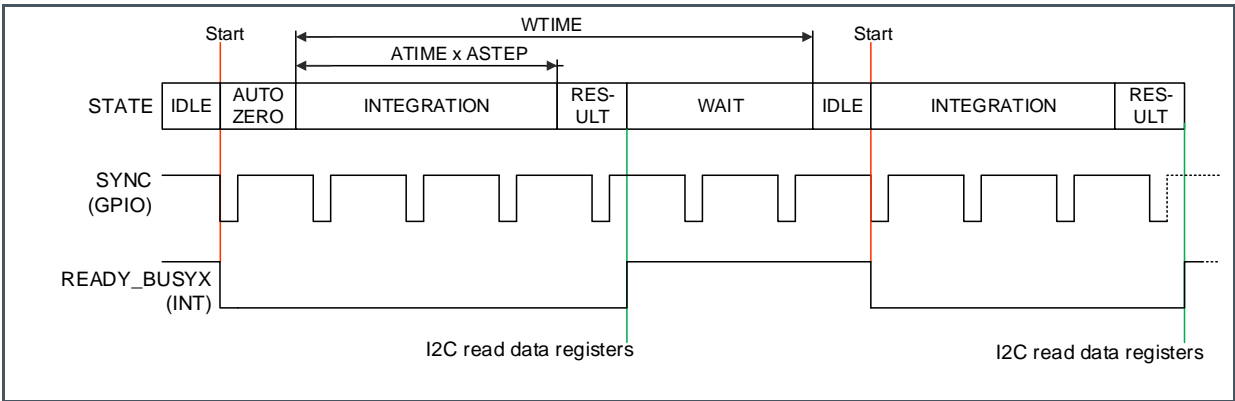 WTIME
Start
Start
ATIME x ASTEP
STATE
IDLE
AUTO
ZERO
INTEGRATION
RES-
ULT
WAIT
IDLE
INTEGRATION
RES-
ULT
SYNC
(GPIO)
READY_BUSYX
(INT)
I2C read data registers
I2C read data registers